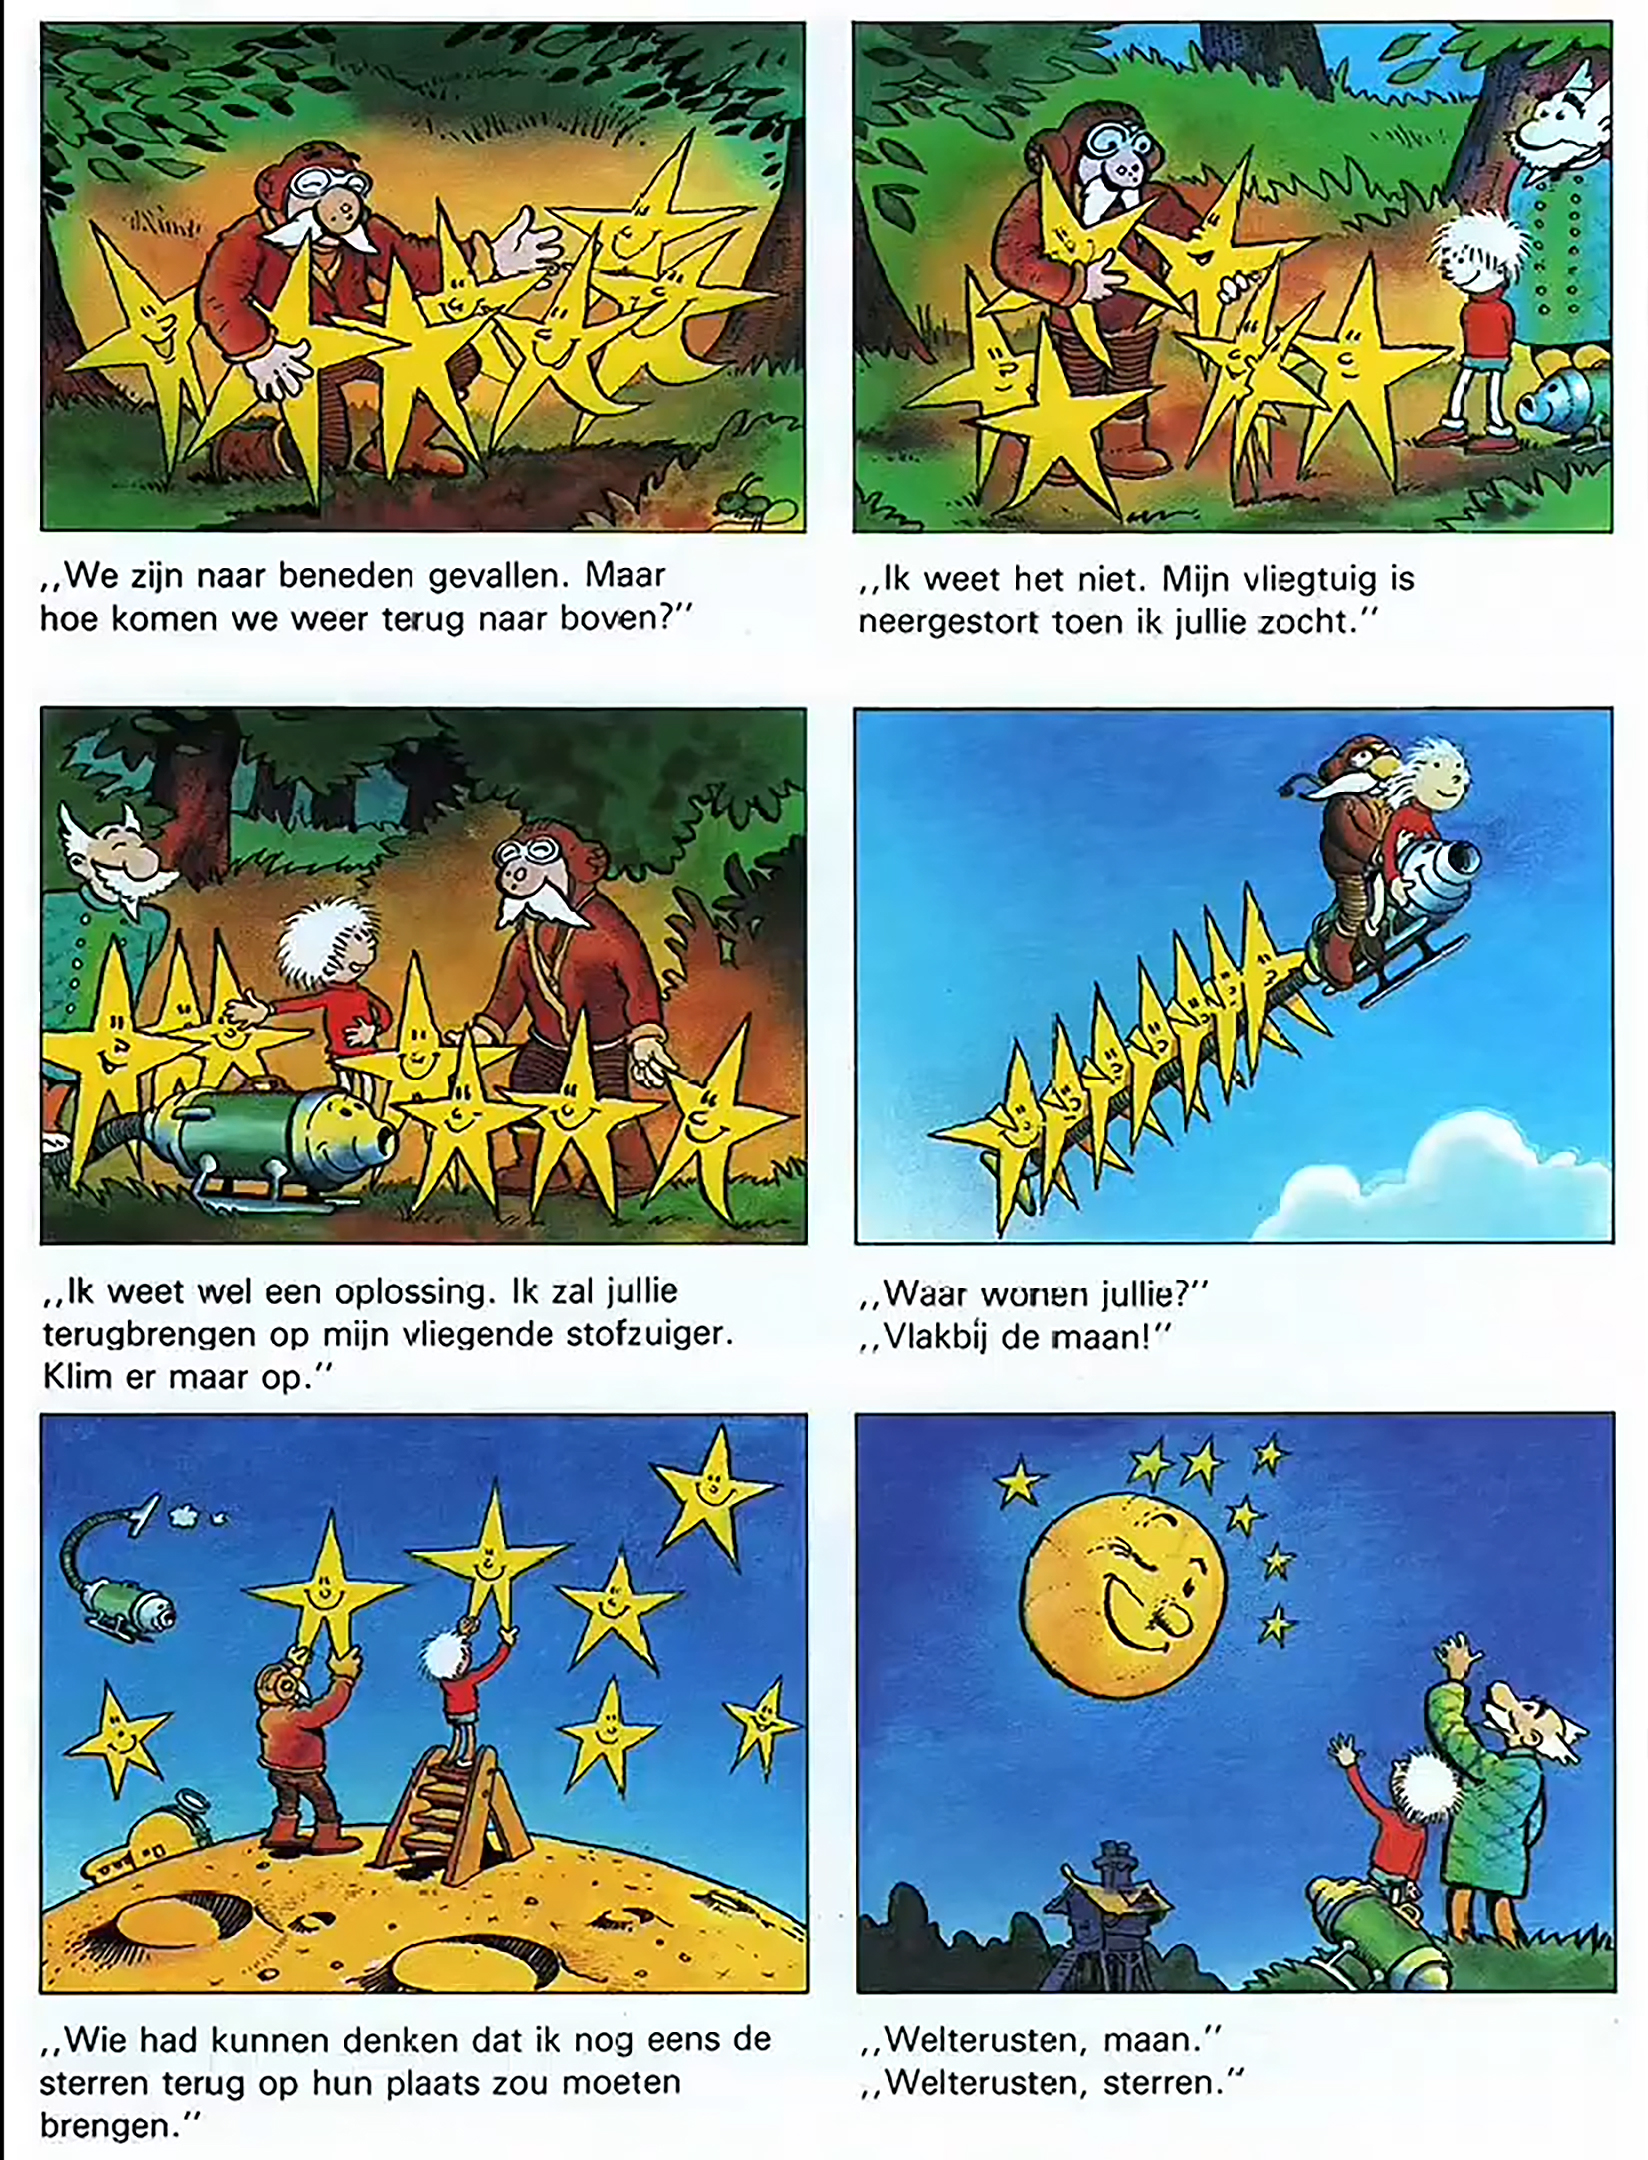 ,,We zijn naar beneden gevallen. Maar
hoe komen we weer terug naar boven?"
,,Ik weet het niet. Mijn vliegtuig is
neergestort toen ik jullie zocht."
,,Ik weet wel een oplossing. Ik zal jullie
terugbrengen op mijn vliegende stofzuiger.
Klim er maar op."
,,Waar wonen jullie?"
,,Vlakbij de maan!"
,,Wie had kunnen denken dat ik nog eens de
sterren terug op hun plaats zou moeten
brengen."
,,Welterusten, maan."
,,Welterusten, sterren."